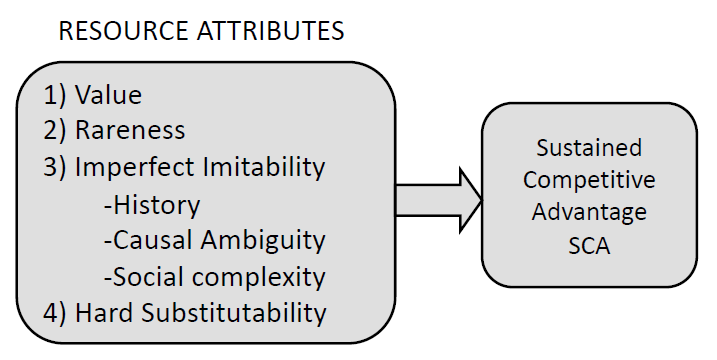 RESOURCE ATTRIBUTES
1) Value
2) Rareness
3) Imperfect Imitability
-History
-Causal Ambiguity
-Social complexity
4) Hard Substitutability
Sustained
Competitive
Advantage
SCA